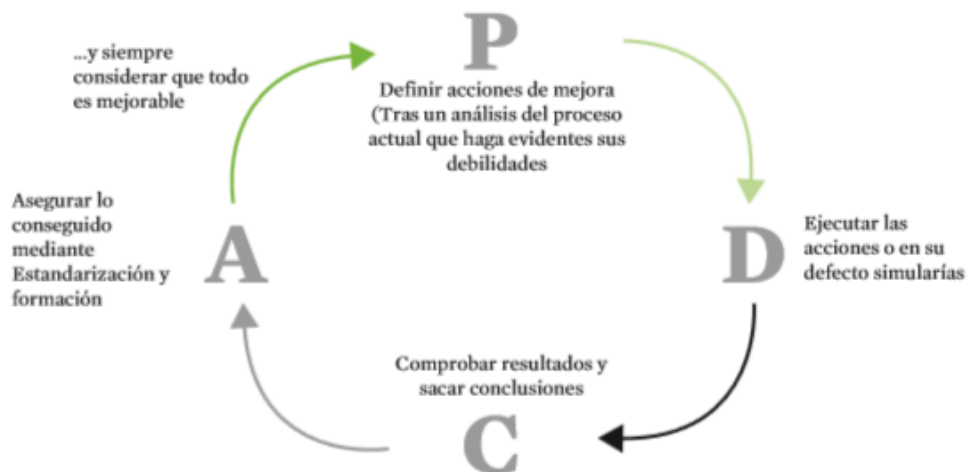 ...y siempre
considerar que todo
es mejorable
P
Definir acciones de mejora
(Tras un análisis del proceso
actual que haga evidentes sus
debilidades
D
Ejecutar las
acciones o en su
defecto simularías
C
Comprobar resultados y
sacar conclusiones
A
Asegurar lo
conseguido
mediante
Estandarización y
formación